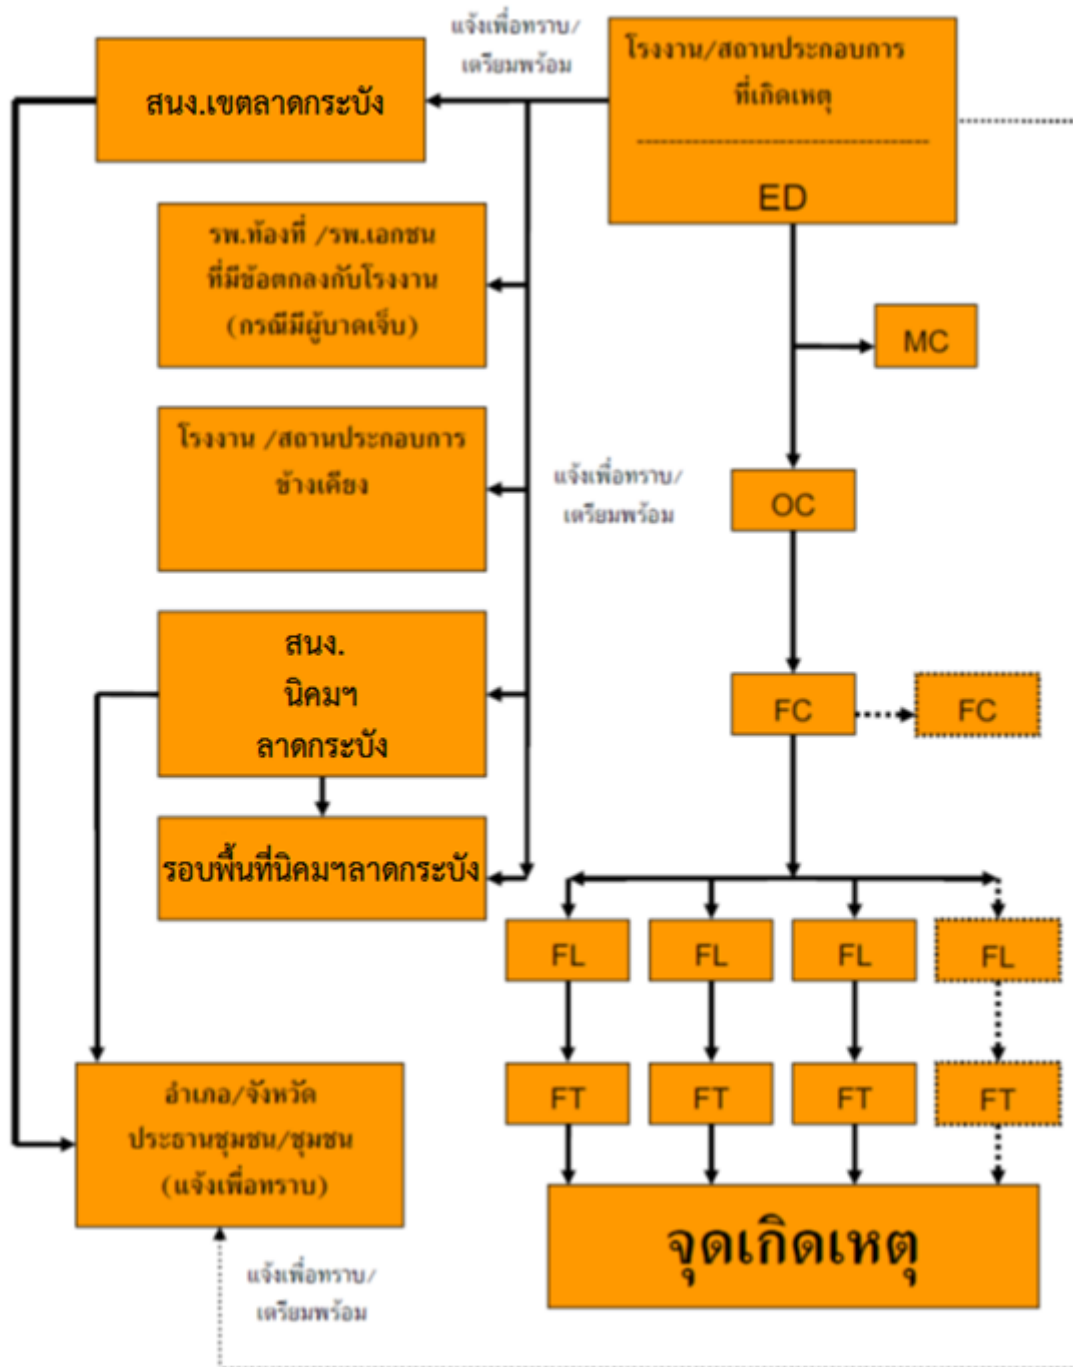 แจ้งเพื่อทราบ/
เตรียมพร้อม
โรงงาน/สถานประกอบการ
ที่เกิดเหตุ
ED
สนง.เขตลาดกระบัง
รพ.ท้องที่ /รพ.เอกชน
ที่มีข้อตกลงกับโรงงาน
(กรณีมีผู้บาดเจ็บ)
MC
โรงงาน /สถานประกอบการ
ข้างเคียง
แจ้งเพื่อทราบ/
เตรียมพร้อม
OC
สนง.
นิคมฯ
ลาดกระบัง
FC
FC
รอบพื้นที่นิคมฯลาดกระบัง
FL
FL
FL
FL
FT
FT
FT
FT
อำเภอ/จังหวัด
ประธานชุมชน/ชุมชน
(แจ้งเพื่อทราบ)
จุดเกิดเหตุ
แจ้งเพื่อทราบ/
เตรียมพร้อม